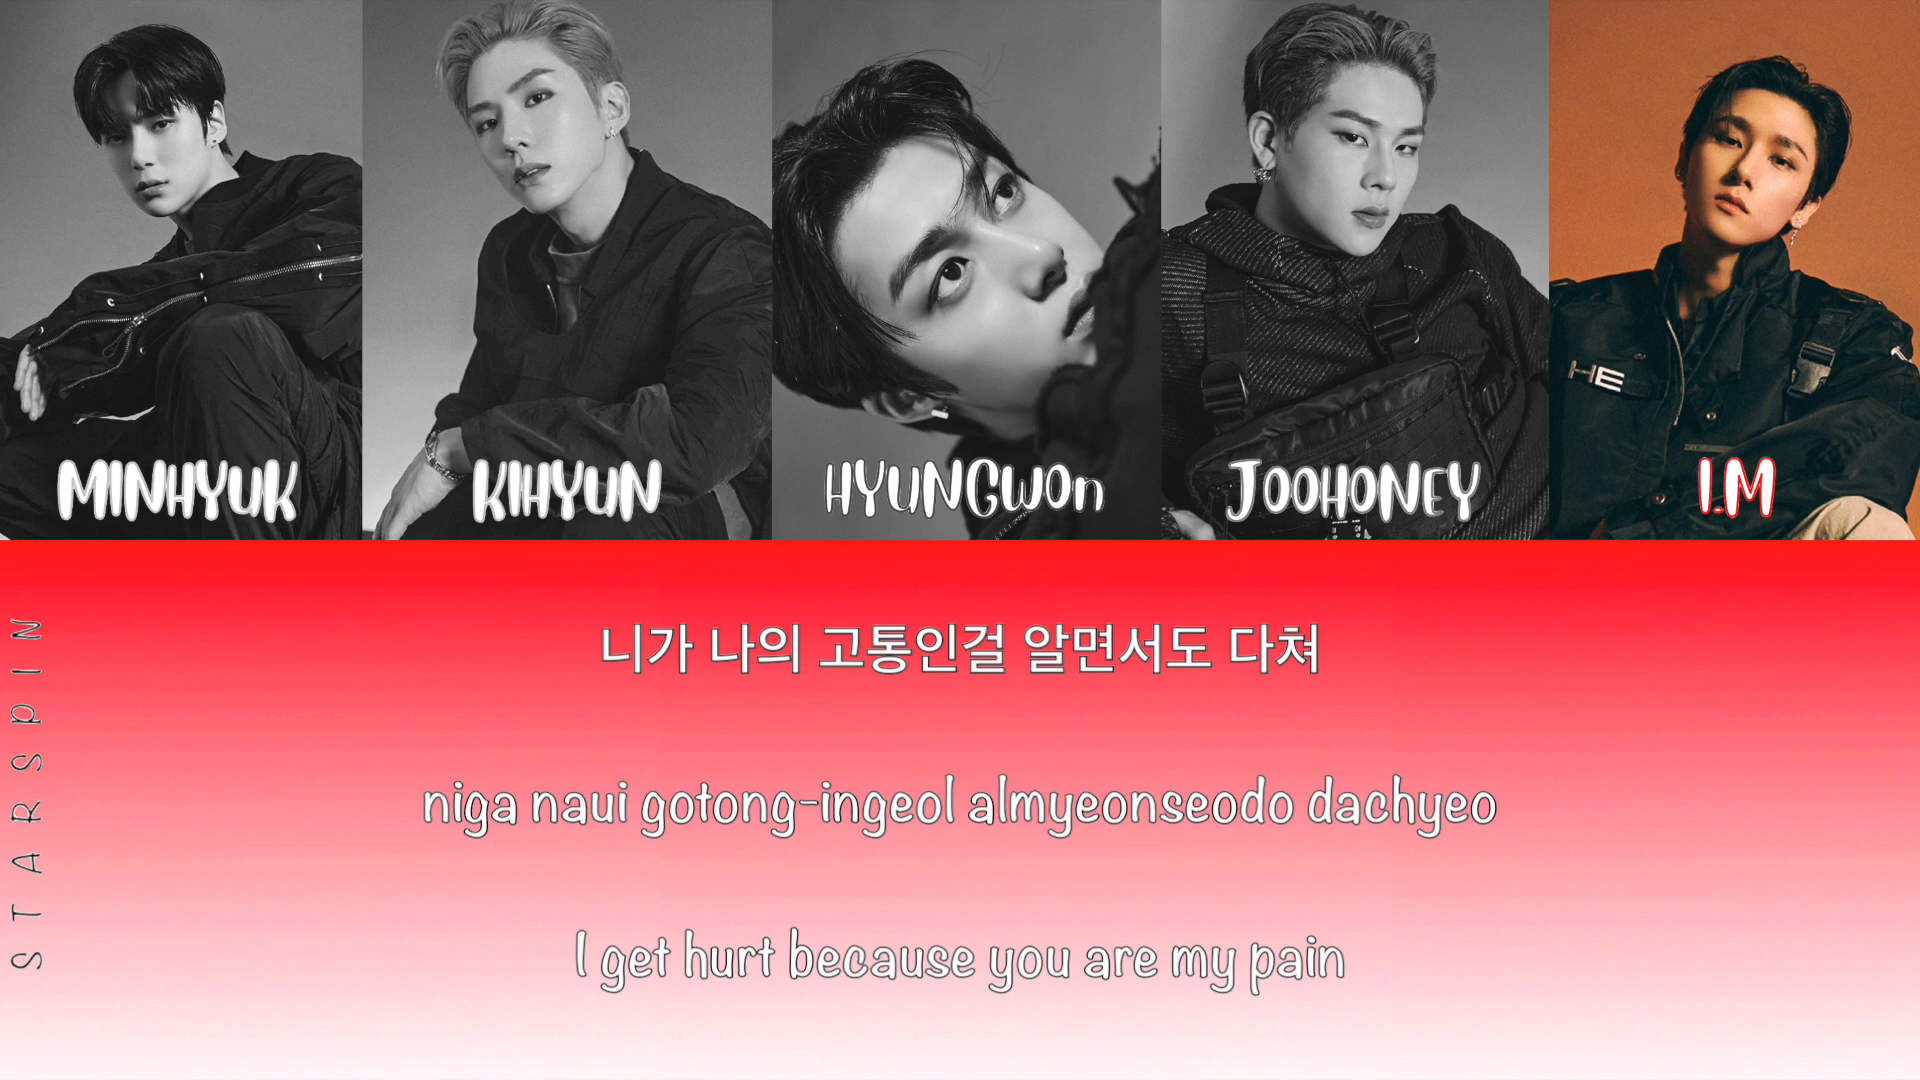 MINHYUK
KIHYUN
HYUNGWON
JOOHONEY
I.M
HE
니가 나의 고통인걸 알면서도 다쳐
niga naui gotong-ingeol almyeonseodo dachyeo
I get hurt because you are my pain
STARSPIN